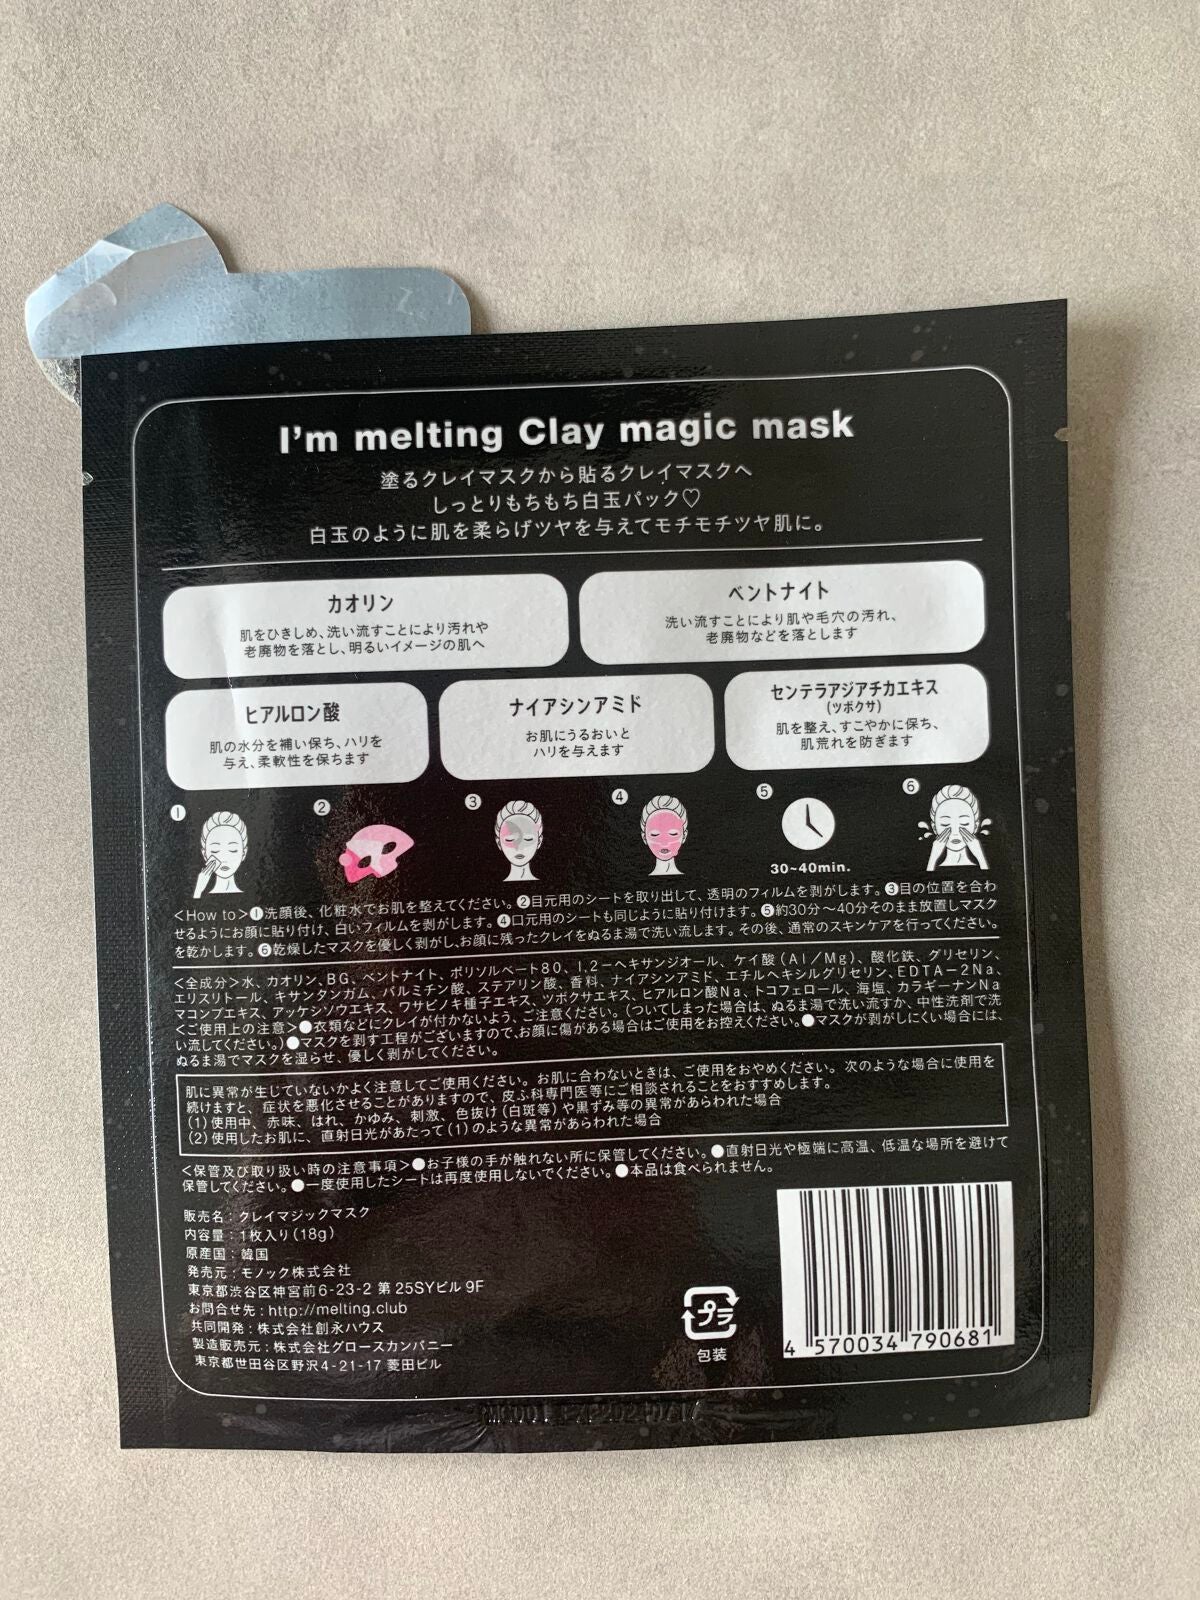 I'm melting Clay magic mask
塗るクレイマスクから貼るクレイマスクへ
しっとりもちもち白玉パック♡
白玉のように肌を柔らげツヤを与えてモチモチツヤ肌に。
カオリン
肌をひきしめ、洗い流すことにより汚れや
老廃物を落とし、明るいイメージの肌へ
ベントナイト
洗い流すことにより肌や毛穴の汚れ、
老廃物などを落とします
ヒアルロン酸
肌の水分を補い保ち、ハリを
与え、柔軟性を保ちます
ナイアシンアミド
お肌にうるおいと
ハリを与えます
センテラアジアチカエキス
(ツボクサ)
肌を整え、すこやかに保ち、
肌荒れを防ぎます
❶ ❷ ❸ ❹ ❺ ❻
30~40min.
<How to>❶洗顔後、化粧水でお肌を整えてください。❷目元用のシートを取り出して、透明のフィルムを剥がします。❸目の位置を合わ
せるようにお顔に貼り付け、白いフィルムを剥がします。❹口元用のシートも同じように貼り付けます。❺約30分〜40分そのまま放置しマスク
を乾かします。❻乾燥したマスクを優しく剥がし、お顔に残ったクレイをぬるま湯で洗い流します。その後、通常のスキンケアを行ってください。
<全成分>水、カオリン、BG、ベントナイト、ポリソルベート80、1,2-ヘキサンジオール、ケイ酸(Al/Mg)、酸化鉄、グリセリン、
エリスリトール、キサンタンガム、パルミチン酸、ステアリン酸、香料、ナイアシンアミド、エチルヘキシルグリセリン、EDTA-2Na、
マコンブエキス、アッケシソウエキス、ワサビノキ種子エキス、ツボクサエキス、ヒアルロン酸Na、トコフェロール、海塩、カラギーナンNa
<ご使用上の注意>●衣類などにクレイが付かないよう、ご注意ください。(ついてしまった場合は、ぬるま湯で洗い流すか、中性洗剤で洗
い流してください。)●マスクを剥す工程がございますので、お顔に傷がある場合はご使用をお控えください。●マスクが剥がしにくい場合には、
ぬるま湯でマスクを湿らせ、優しく剥がしてください。
肌に異常が生じていないかよく注意してご使用ください。お肌に合わないときは、ご使用をおやめください。次のような場合に使用を
続けますと、症状を悪化させることがありますので、皮ふ科専門医等にご相談されることをおすすめします。
(1)使用中、赤味、はれ、かゆみ、刺激、色抜け(白斑等)や黒ずみ等の異常があらわれた場合
(2)使用したお肌に、直射日光があたって(1)のような異常があらわれた場合
<保管及び取り扱い時の注意事項>●お子様の手が触れない所に保管してください。●直射日光や極端に高温、低温な場所を避けて
保管してください。●一度使用したシートは再度使用しないでください。●本品は食べられません。
販売名：クレイマジックマスク
内容量：1枚入り(18g)
原産国：韓国
発売元：モノック株式会社
東京都渋谷区神宮前6-23-2 第25SYビル9F
お問合せ先：http://melting.club
共同開発：株式会社創永ハウス
製造販売元：株式会社グロースカンパニー
東京都世田谷区野沢4-21-17 菱田ビル
プラ
包装
4 570034 790681